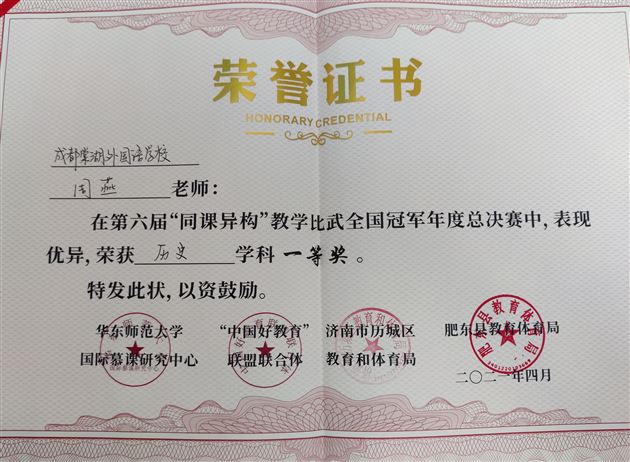 荣誉证书
HONORARY CREDENTIAL
成都棠湖外国语学校
周燕 老师：
在第六届“同课异构”教学比武全国冠军年度总决赛中，表现
优异，荣获 历史 学科 一等奖。
特发此状，以资鼓励。
华东师范大学 “中国好教育” 济南市历城区 肥东县教育体育局
国际慕课研究中心 联盟联合体 教育和体育局
二〇二一年四月